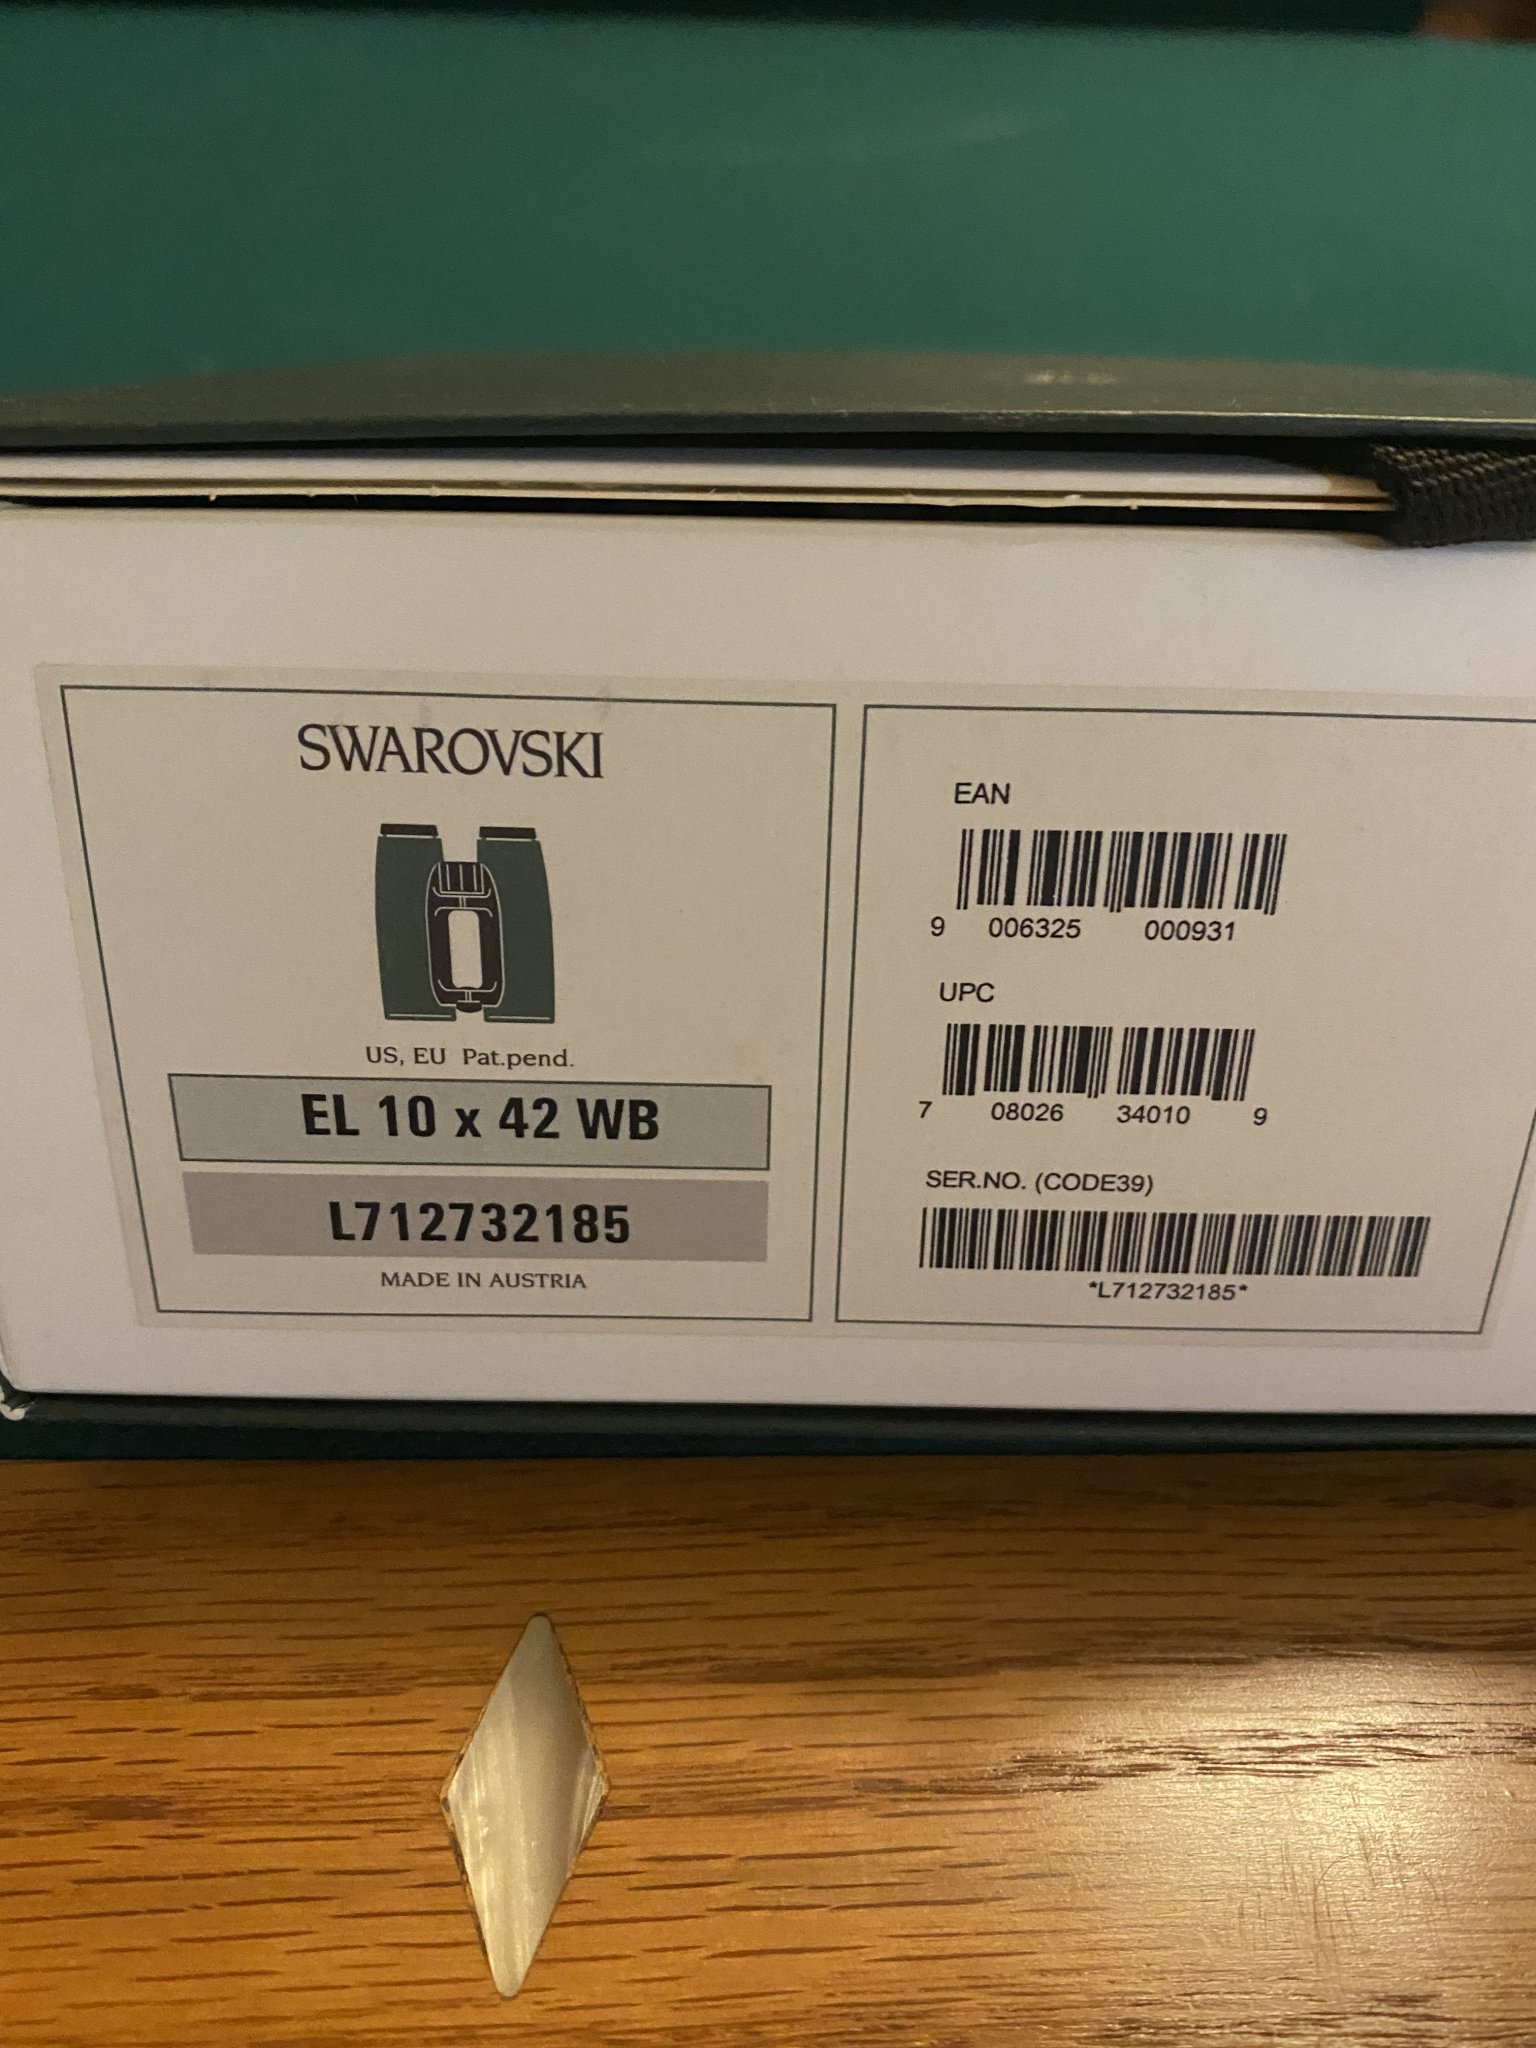 SWAROVSKI
US, EU Pat.pend.
EL 10 x 42 WB
L712732185
MADE IN AUSTRIA
EAN
9 006325 000931
UPC
7 08026 34010 9
SER.NO. (CODE39)
*L712732185*